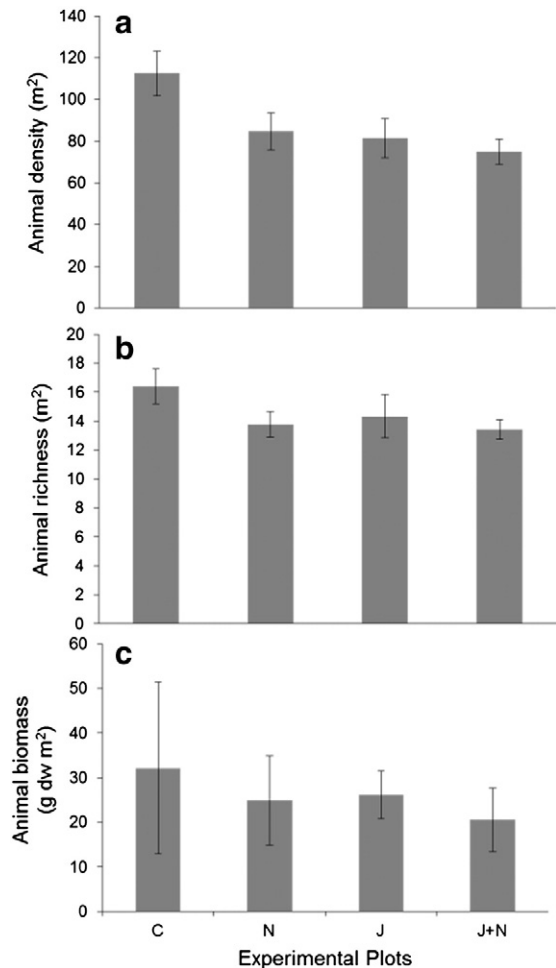 a
Animal density (m²)
140
120
100
80
60
40
20
0
b
Animal richness (m²)
20
18
16
14
12
10
8
6
4
2
0
c
Animal biomass
(g dw m²)
60
50
40
30
20
10
0
C N J J+N
Experimental Plots